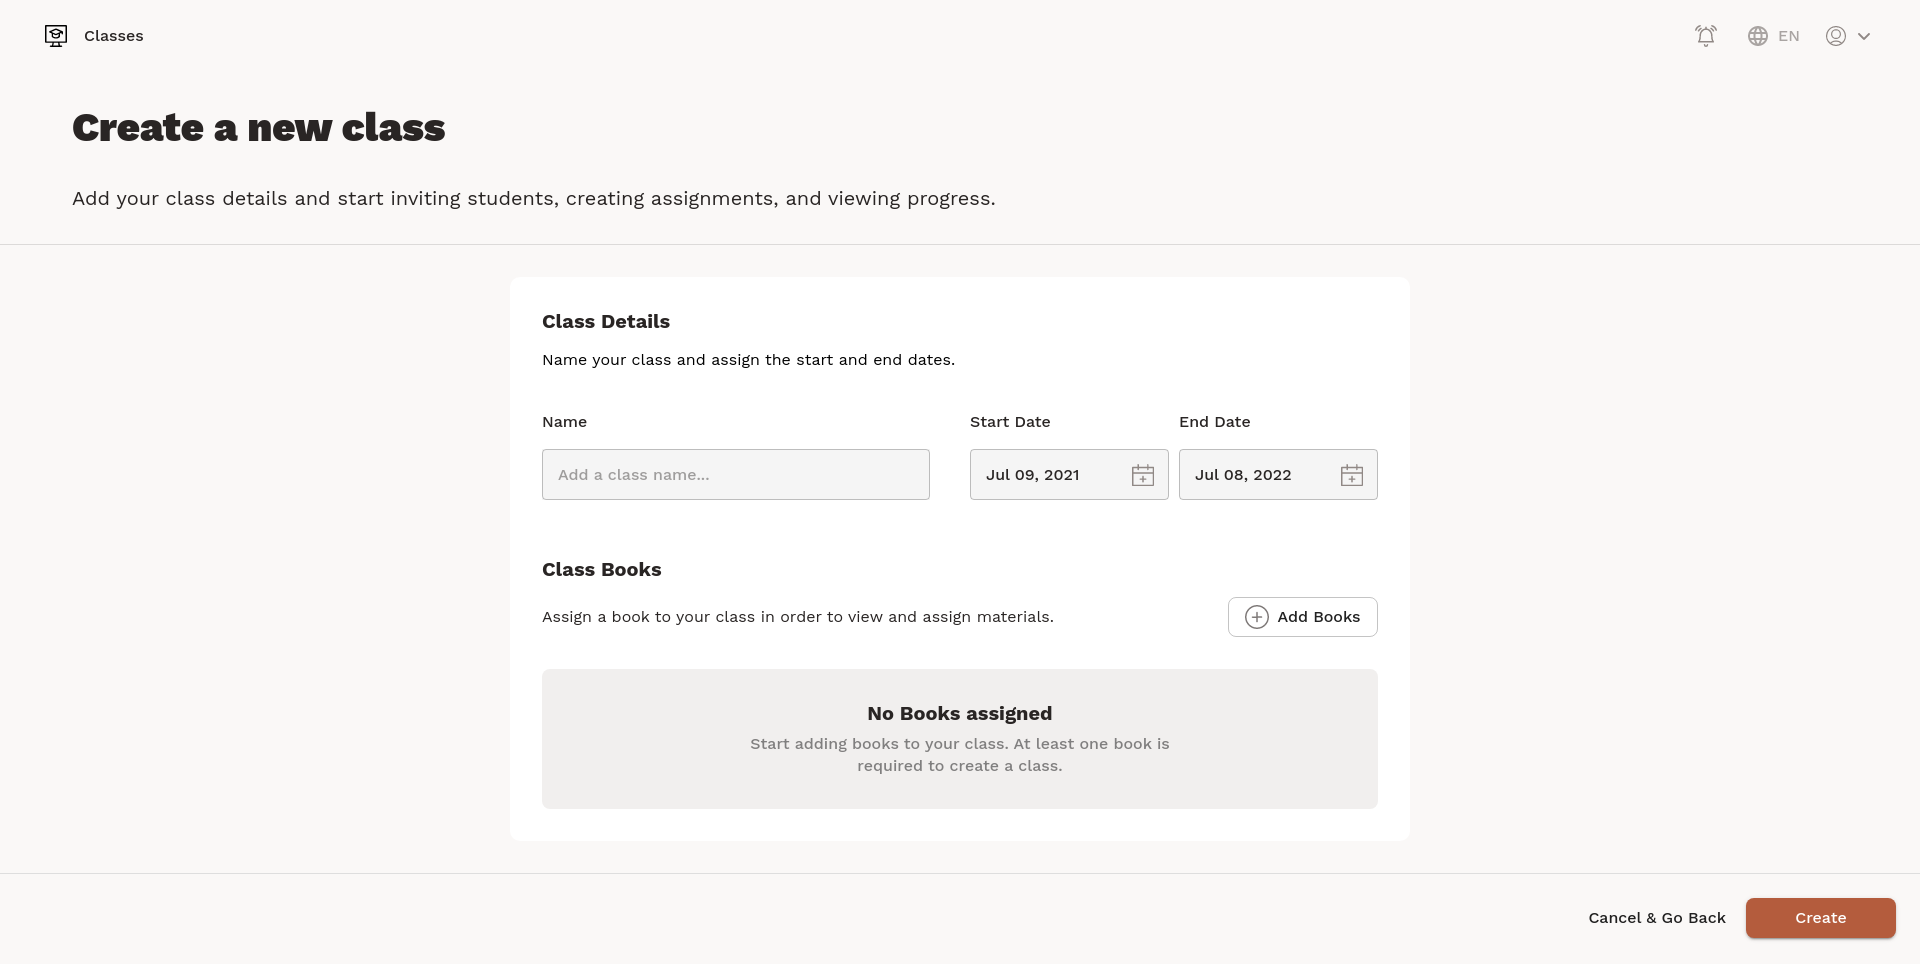 Classes
EN
Create a new class
Add your class details and start inviting students, creating assignments, and viewing progress.
Class Details
Name your class and assign the start and end dates.
Name
Start Date
End Date
Add a class name...
Jul 09, 2021
Jul 08, 2022
Class Books
Assign a book to your class in order to view and assign materials.
Add Books
No Books assigned
Start adding books to your class. At least one book is
required to create a class.
Cancel & Go Back
Create